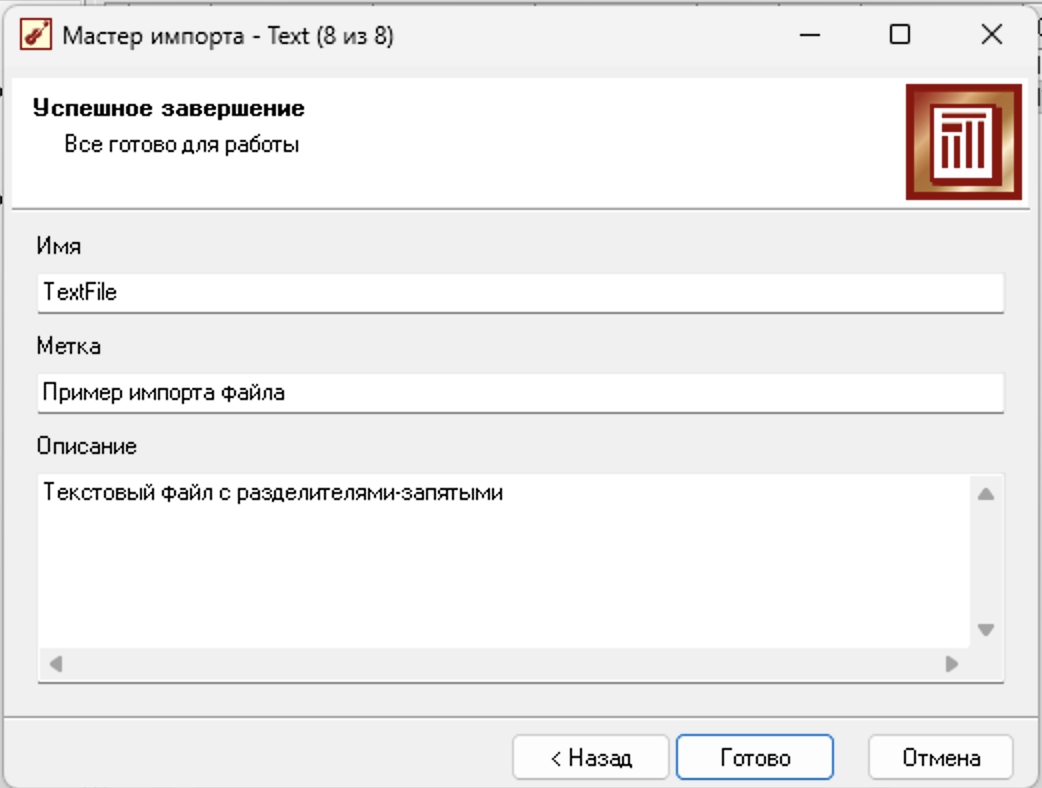 Мастер импорта - Text (8 из 8)
Успешное завершение
Все готово для работы
Имя
TextFile
Метка
Пример импорта файла
Описание
Текстовый файл с разделителями-запятыми
< Назад
Готово
Отмена